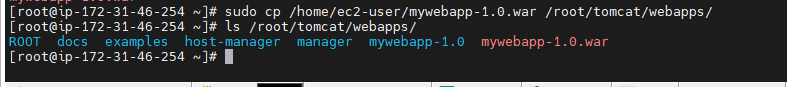 [root@ip-172-31-46-254 ~]# sudo cp /home/ec2-user/mywebapp-1.0.war /root/tomcat/webapps/
[root@ip-172-31-46-254 ~]# ls /root/tomcat/webapps/
ROOT  docs  examples  host-manager  manager  mywebapp-1.0  mywebapp-1.0.war
[root@ip-172-31-46-254 ~]#